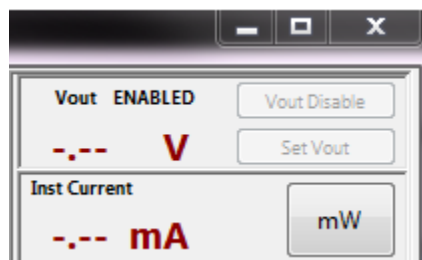 Vout ENABLED
Vout Disable
-.-- V
Set Vout
Inst Current
-.-- mA
mW